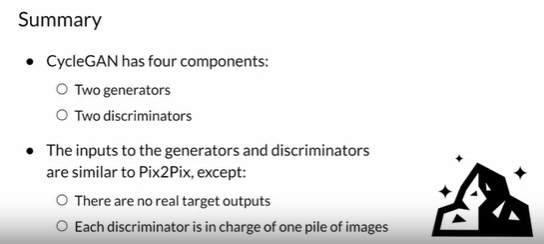 Summary
● CycleGAN has four components:
○ Two generators
○ Two discriminators
● The inputs to the generators and discriminators
are similar to Pix2Pix, except:
○ There are no real target outputs
○ Each discriminator is in charge of one pile of images